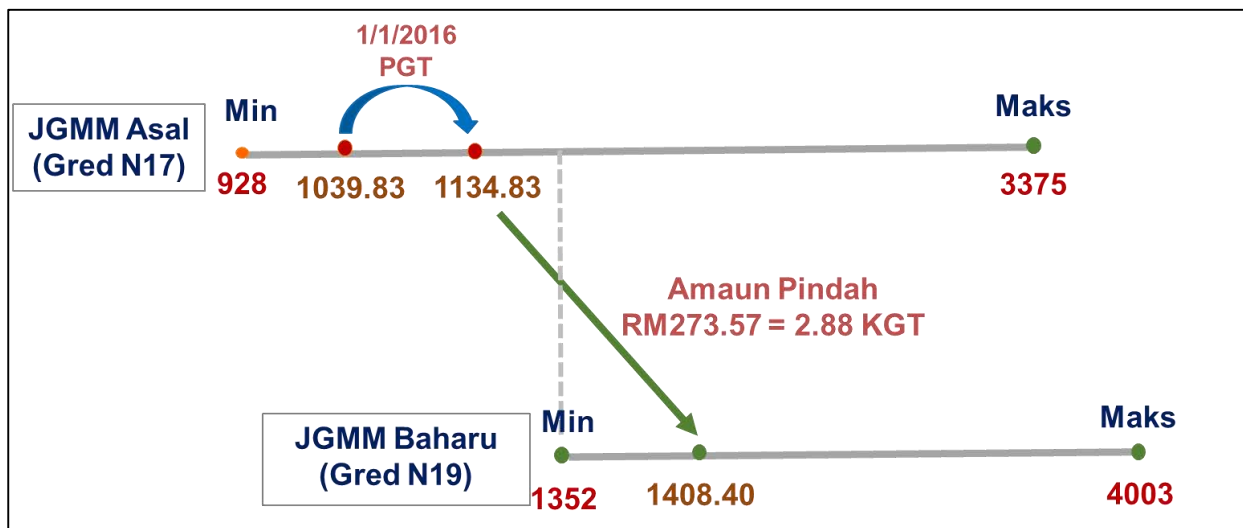 1/1/2016
PGT
JGMM Asal
(Gred N17)
Min
Maks
928
1039.83
1134.83
3375
Amaun Pindah
RM273.57 = 2.88 KGT
JGMM Baharu
(Gred N19)
Min
Maks
1352
1408.40
4003